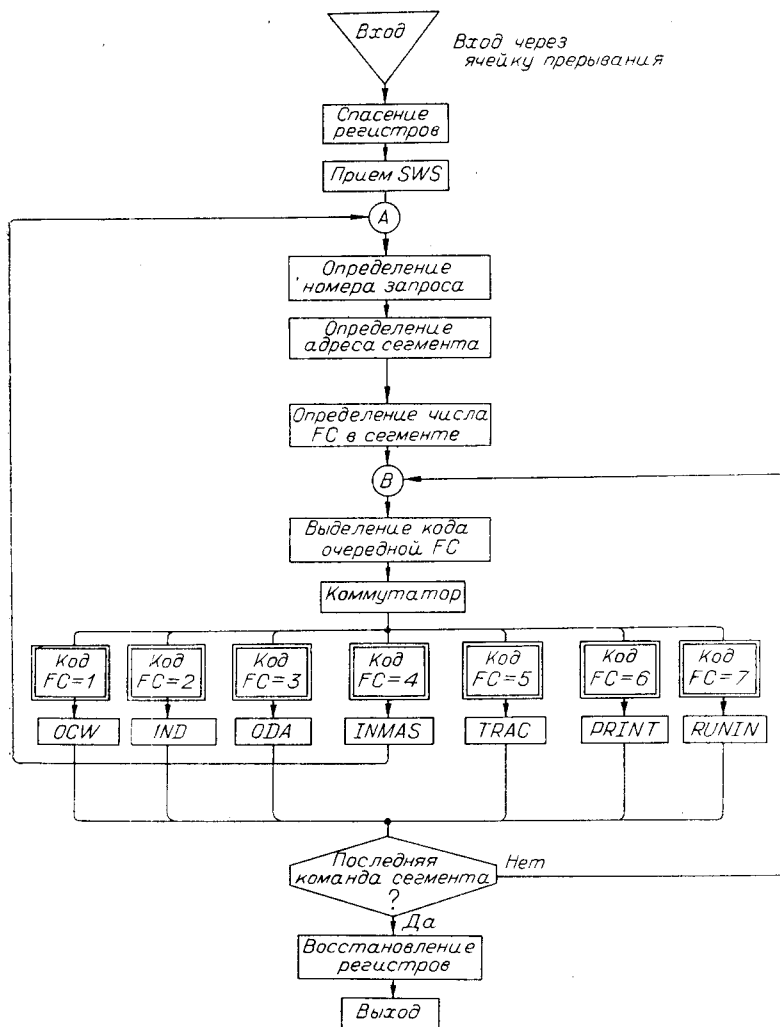 Вход
Вход через
ячейку прерывания
Спасение
регистров
Прием SWS
A
Определение
номера запроса
Определение
адреса сегмента
Определение числа
FC в сегменте
B
Выделение кода
очередной FC
Коммутатор
Код
FC=1
Код
FC=2
Код
FC=3
Код
FC=4
Код
FC=5
Код
FC=6
Код
FC=7
OCW
IND
ODA
INMAS
TRAC
PRINT
RUNIN
Последняя
команда сегмента
?
Нет
Да
Восстановление
регистров
Выход